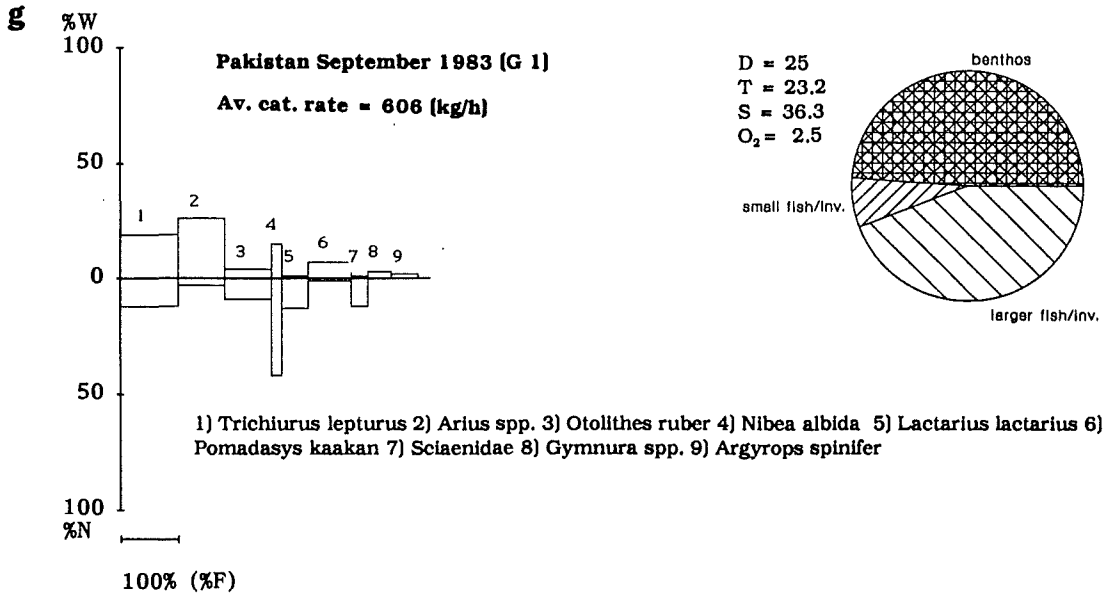 g
%W
100
50
0
50
100
%N
100% (%F)
Pakistan September 1983 (G 1)
Av. cat. rate = 606 (kg/h)
1
2
3
4
5
6
7
8
9
D = 25
T = 23.2
S = 36.3
O₂ = 2.5
benthos
small fish/inv.
larger fish/inv.
1) Trichiurus lepturus 2) Arius spp. 3) Otolithes ruber 4) Nibea albida 5) Lactarius lactarius 6)
Pomadasys kaakan 7) Sciaenidae 8) Gymnura spp. 9) Argyrops spinifer